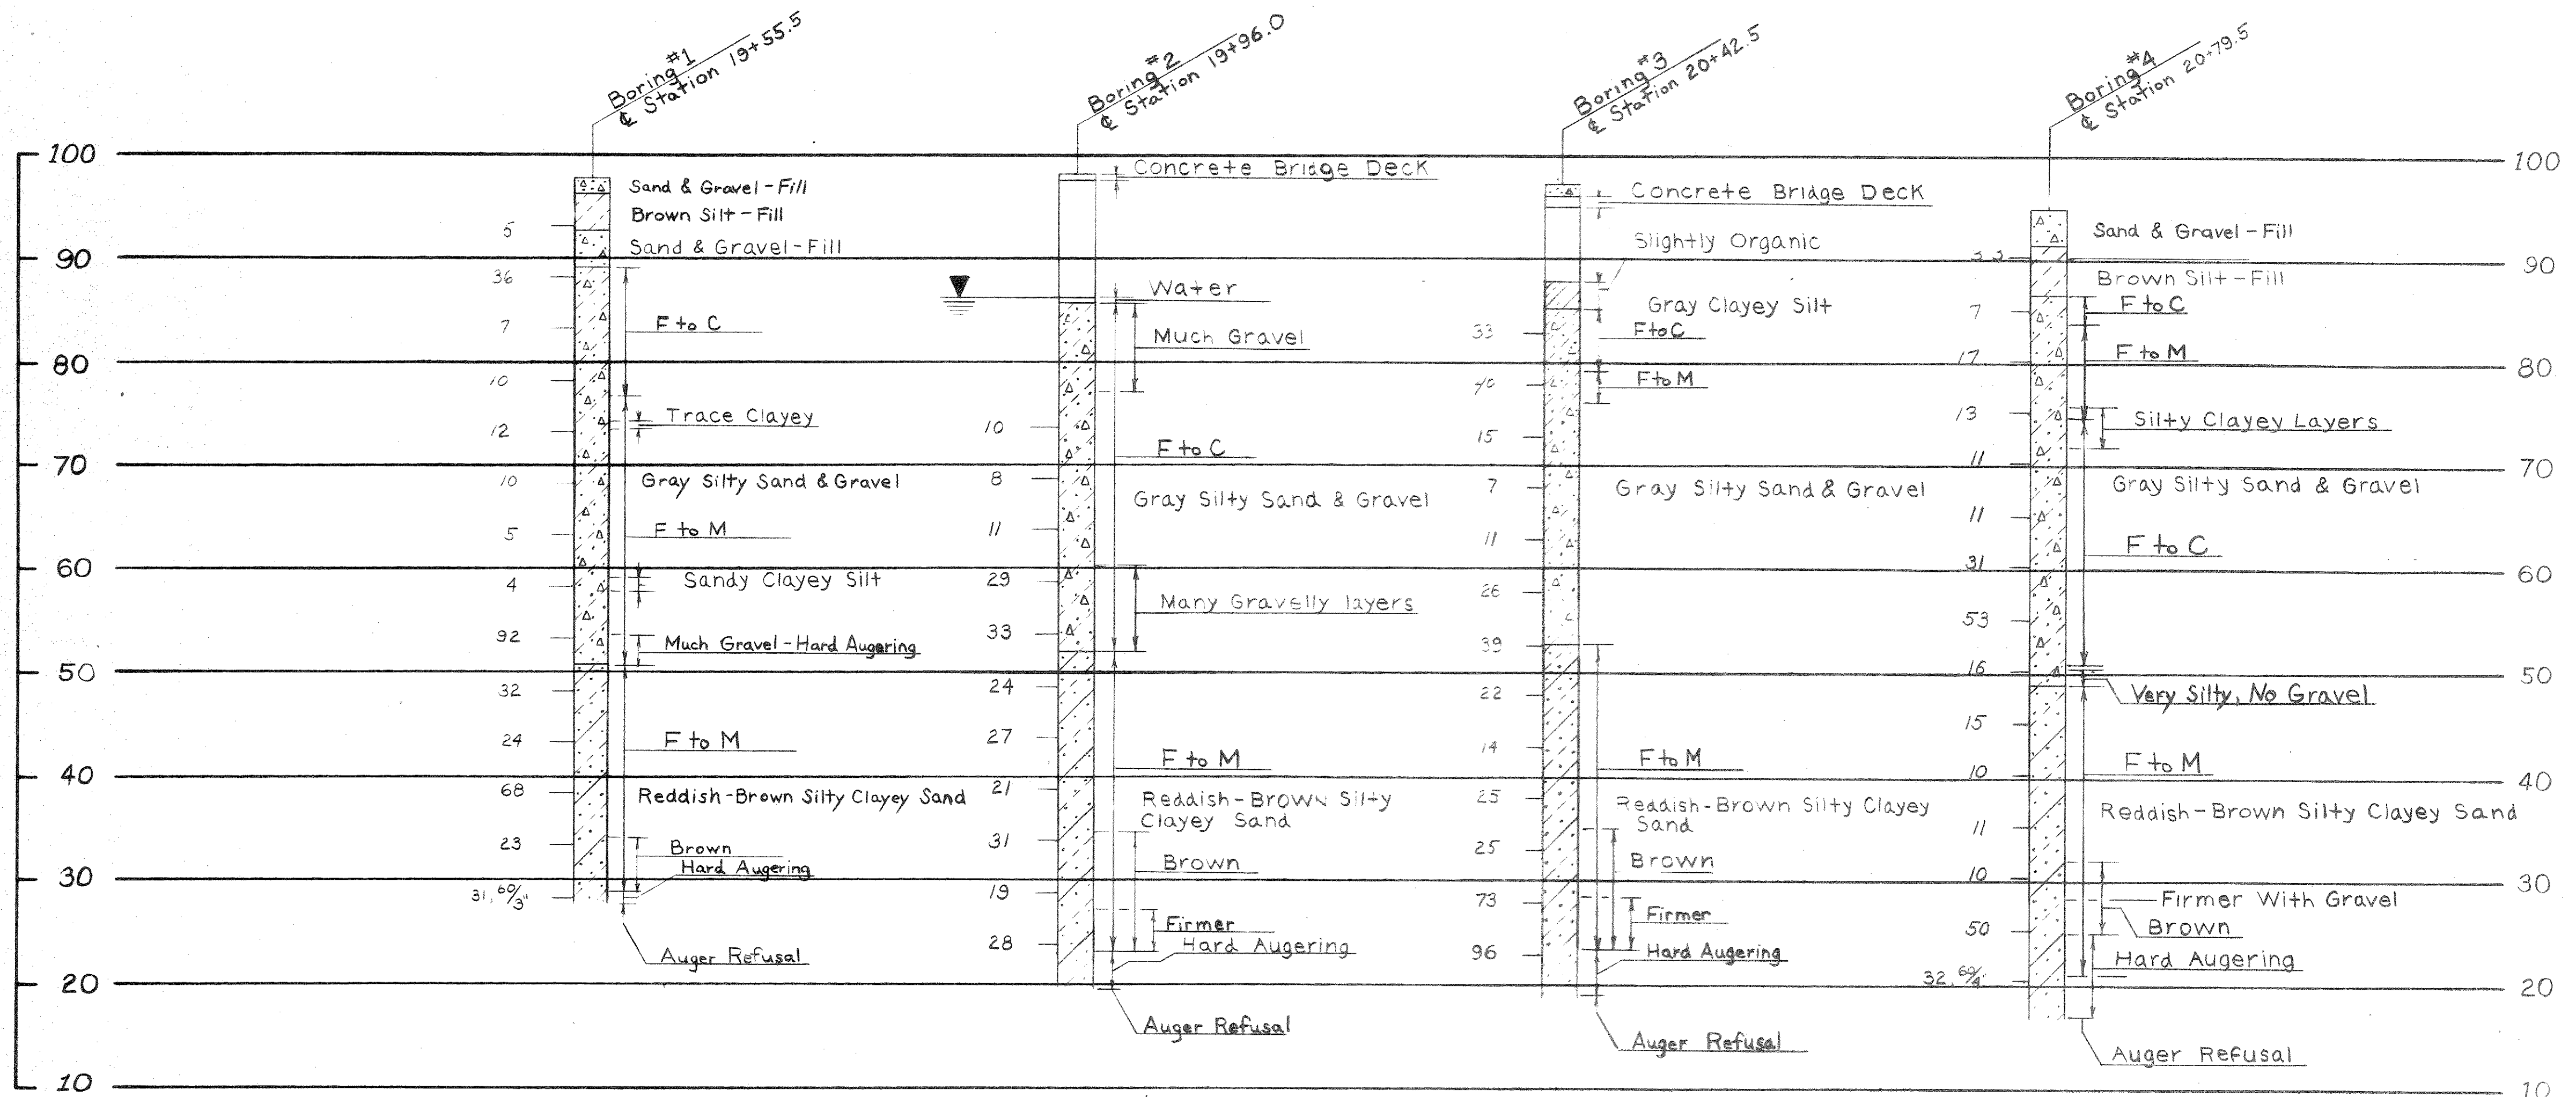 Boring #1
℄ Station 19+55.5
Boring #2
℄ Station 19+96.0
Boring #3
℄ Station 20+42.5
Boring #4
℄ Station 20+79.5
100
90
80
70
60
50
40
30
20
10
Sand & Gravel-Fill
Brown Silt-Fill
Sand & Gravel-Fill
F to C
Trace Clayey
Gray Silty Sand & Gravel
F to M
Sandy Clayey Silt
Much Gravel-Hard Augering
F to M
Reddish-Brown Silty Clayey Sand
Brown
Hard Augering
Auger Refusal
5
36
7
10
12
10
5
4
92
32
24
68
23
31, 60/3"
Concrete Bridge Deck
Water
Much Gravel
F to C
Gray Silty Sand & Gravel
Many Gravelly layers
F to M
Reddish-Brown Silty
Clayey Sand
Brown
Firmer
Hard Augering
Auger Refusal
10
8
11
29
33
24
27
21
31
19
28
Concrete Bridge Deck
Slightly Organic
Gray Clayey Silt
F to C
F to M
Gray Silty Sand & Gravel
F to M
Reddish-Brown Silty Clayey
Sand
Brown
Firmer
Hard Augering
Auger Refusal
33
40
15
7
11
26
39
22
14
25
25
73
96
Sand & Gravel-Fill
Brown Silt-Fill
F to C
F to M
Silty Clayey Layers
Gray Silty Sand & Gravel
F to C
Very Silty, No Gravel
F to M
Reddish-Brown Silty Clayey Sand
Firmer With Gravel
Brown
Hard Augering
Auger Refusal
7
17
13
11
11
31
53
16
15
10
11
10
50
100
90
80
70
60
50
40
30
20
10